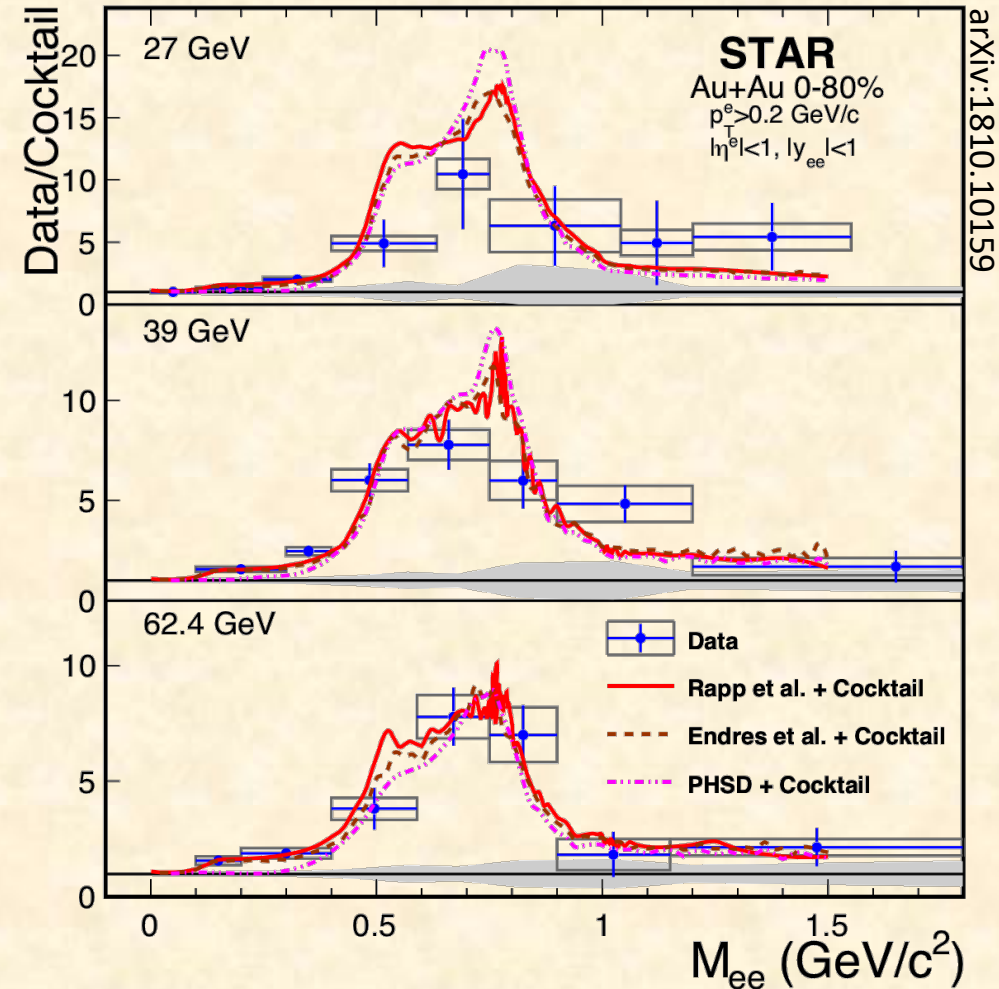 27 GeV
STAR
Au+Au 0-80%
p_T^e>0.2 GeV/c
|η^e|<1, |y_ee|<1
arXiv:1810.10159
Data/Cocktail
20
15
10
5
0
39 GeV
10
5
0
62.4 GeV
10
5
0
Data
Rapp et al. + Cocktail
Endres et al. + Cocktail
PHSD + Cocktail
0 0.5 1 1.5
M_ee (GeV/c²)